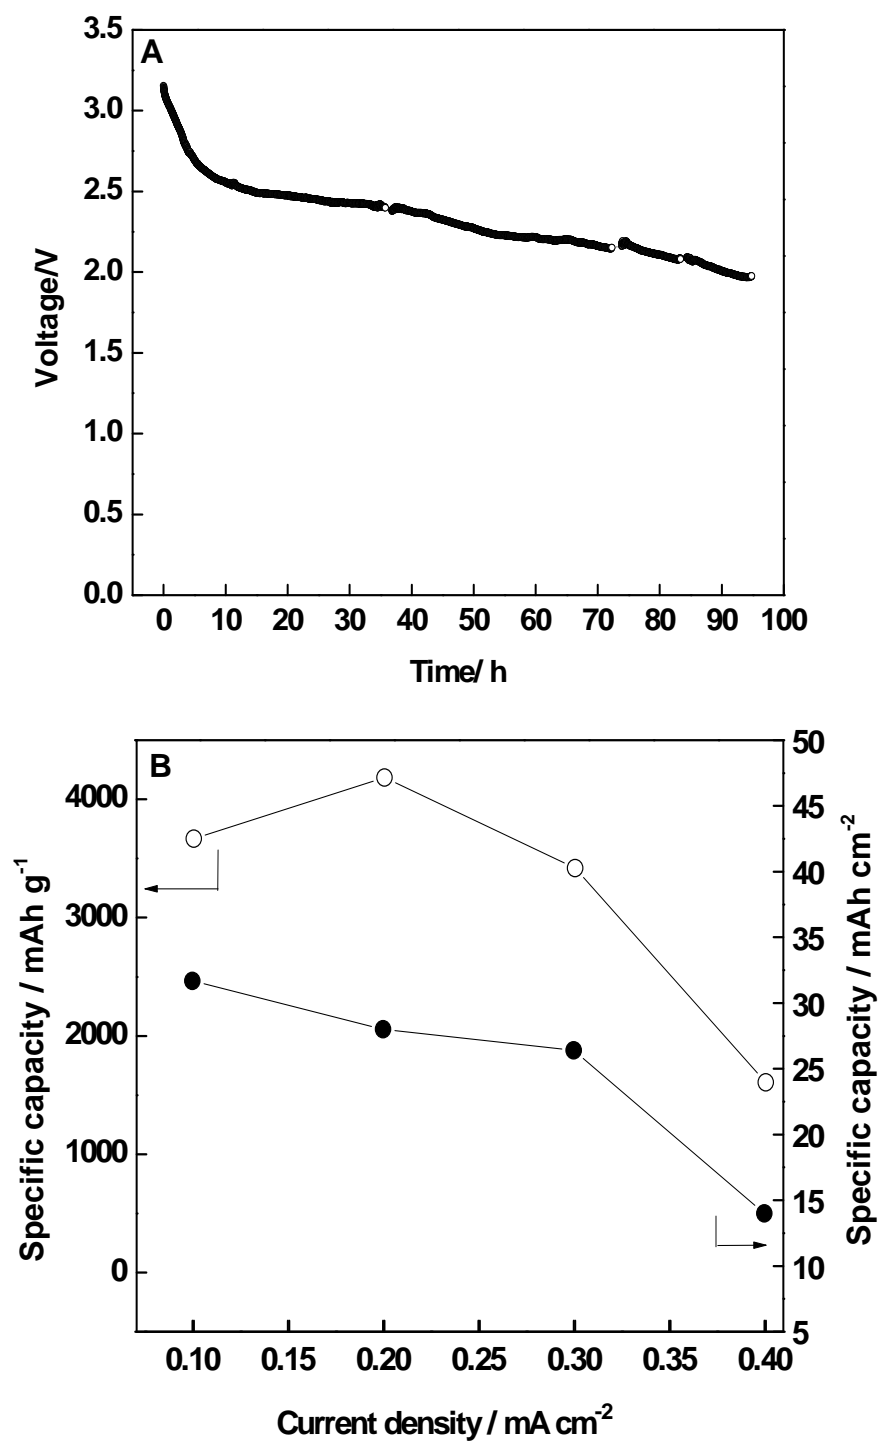 A
3.5
3.0
2.5
2.0
1.5
1.0
0.5
0.0
Voltage/V
0 10 20 30 40 50 60 70 80 90 100
Time/ h
B
4000
3000
2000
1000
0
Specific capacity / mAh g⁻¹
50
45
40
35
30
25
20
15
10
5
Specific capacity / mAh cm⁻²
0.10 0.15 0.20 0.25 0.30 0.35 0.40
Current density / mA cm⁻²